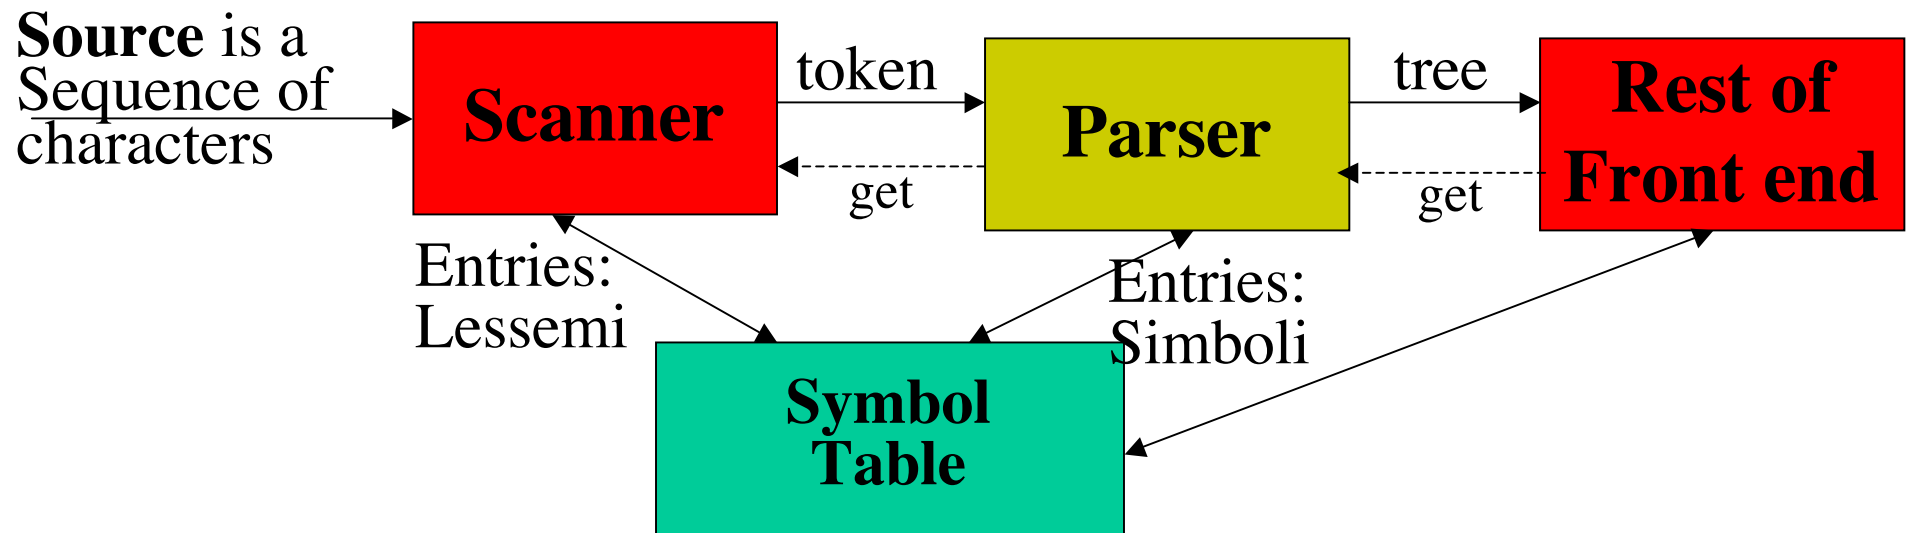 Source is a
Sequence of
characters
Scanner
token
get
Parser
tree
get
Rest of
Front end
Entries:
Lessemi
Entries:
Simboli
Symbol
Table